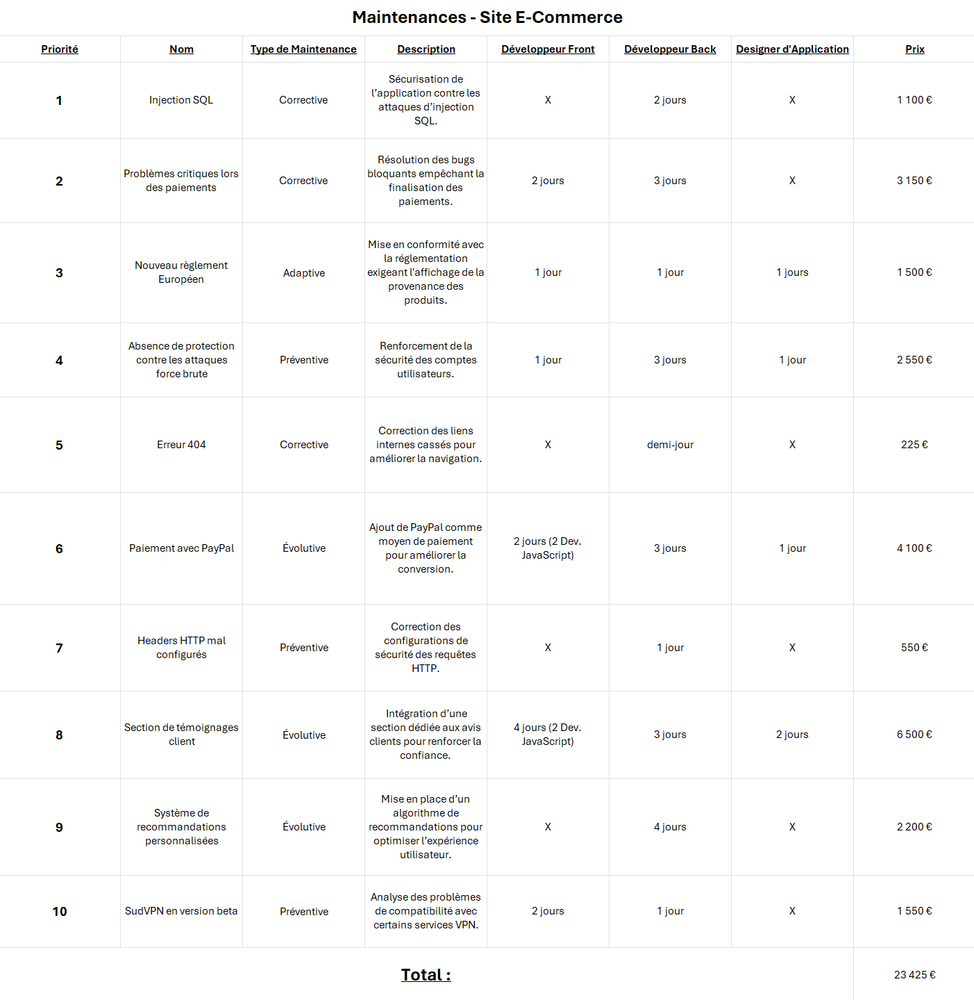 Maintenances - Site E-Commerce
Priorité Nom Type de Maintenance Description Développeur Front Développeur Back Designer d'Application Prix
1
Injection SQL
Corrective
Sécurisation de
l’application contre les
attaques d’injection
SQL.
X
2 jours
X
1 100 €
2
Problèmes critiques lors
des paiements
Corrective
Résolution des bugs
bloquants empêchant la
finalisation des
paiements.
2 jours
3 jours
X
3 150 €
3
Nouveau règlement
Européen
Adaptive
Mise en conformité avec
la réglementation
exigeant l'affichage de la
provenance des
produits.
1 jour
1 jour
1 jours
1 500 €
4
Absence de protection
contre les attaques
force brute
Préventive
Renforcement de la
sécurité des comptes
utilisateurs.
1 jour
3 jours
1 jour
2 550 €
5
Erreur 404
Corrective
Correction des liens
internes cassés pour
améliorer la navigation.
X
demi-jour
X
225 €
6
Paiement avec PayPal
Évolutive
Ajout de PayPal comme
moyen de paiement
pour améliorer la
conversion.
2 jours (2 Dev.
JavaScript)
3 jours
1 jour
4 100 €
7
Headers HTTP mal
configurés
Préventive
Correction des
configurations de
sécurité des requêtes
HTTP.
X
1 jour
X
550 €
8
Section de témoignages
client
Évolutive
Intégration d’une
section dédiée aux avis
clients pour renforcer la
confiance.
4 jours (2 Dev.
JavaScript)
3 jours
2 jours
6 500 €
9
Système de
recommandations
personnalisées
Évolutive
Mise en place d’un
algorithme de
recommandations pour
optimiser l’expérience
utilisateur.
X
4 jours
X
2 200 €
10
SudVPN en version beta
Préventive
Analyse des problèmes
de compatibilité avec
certains services VPN.
2 jours
1 jour
X
1 550 €
Total :
23 425 €